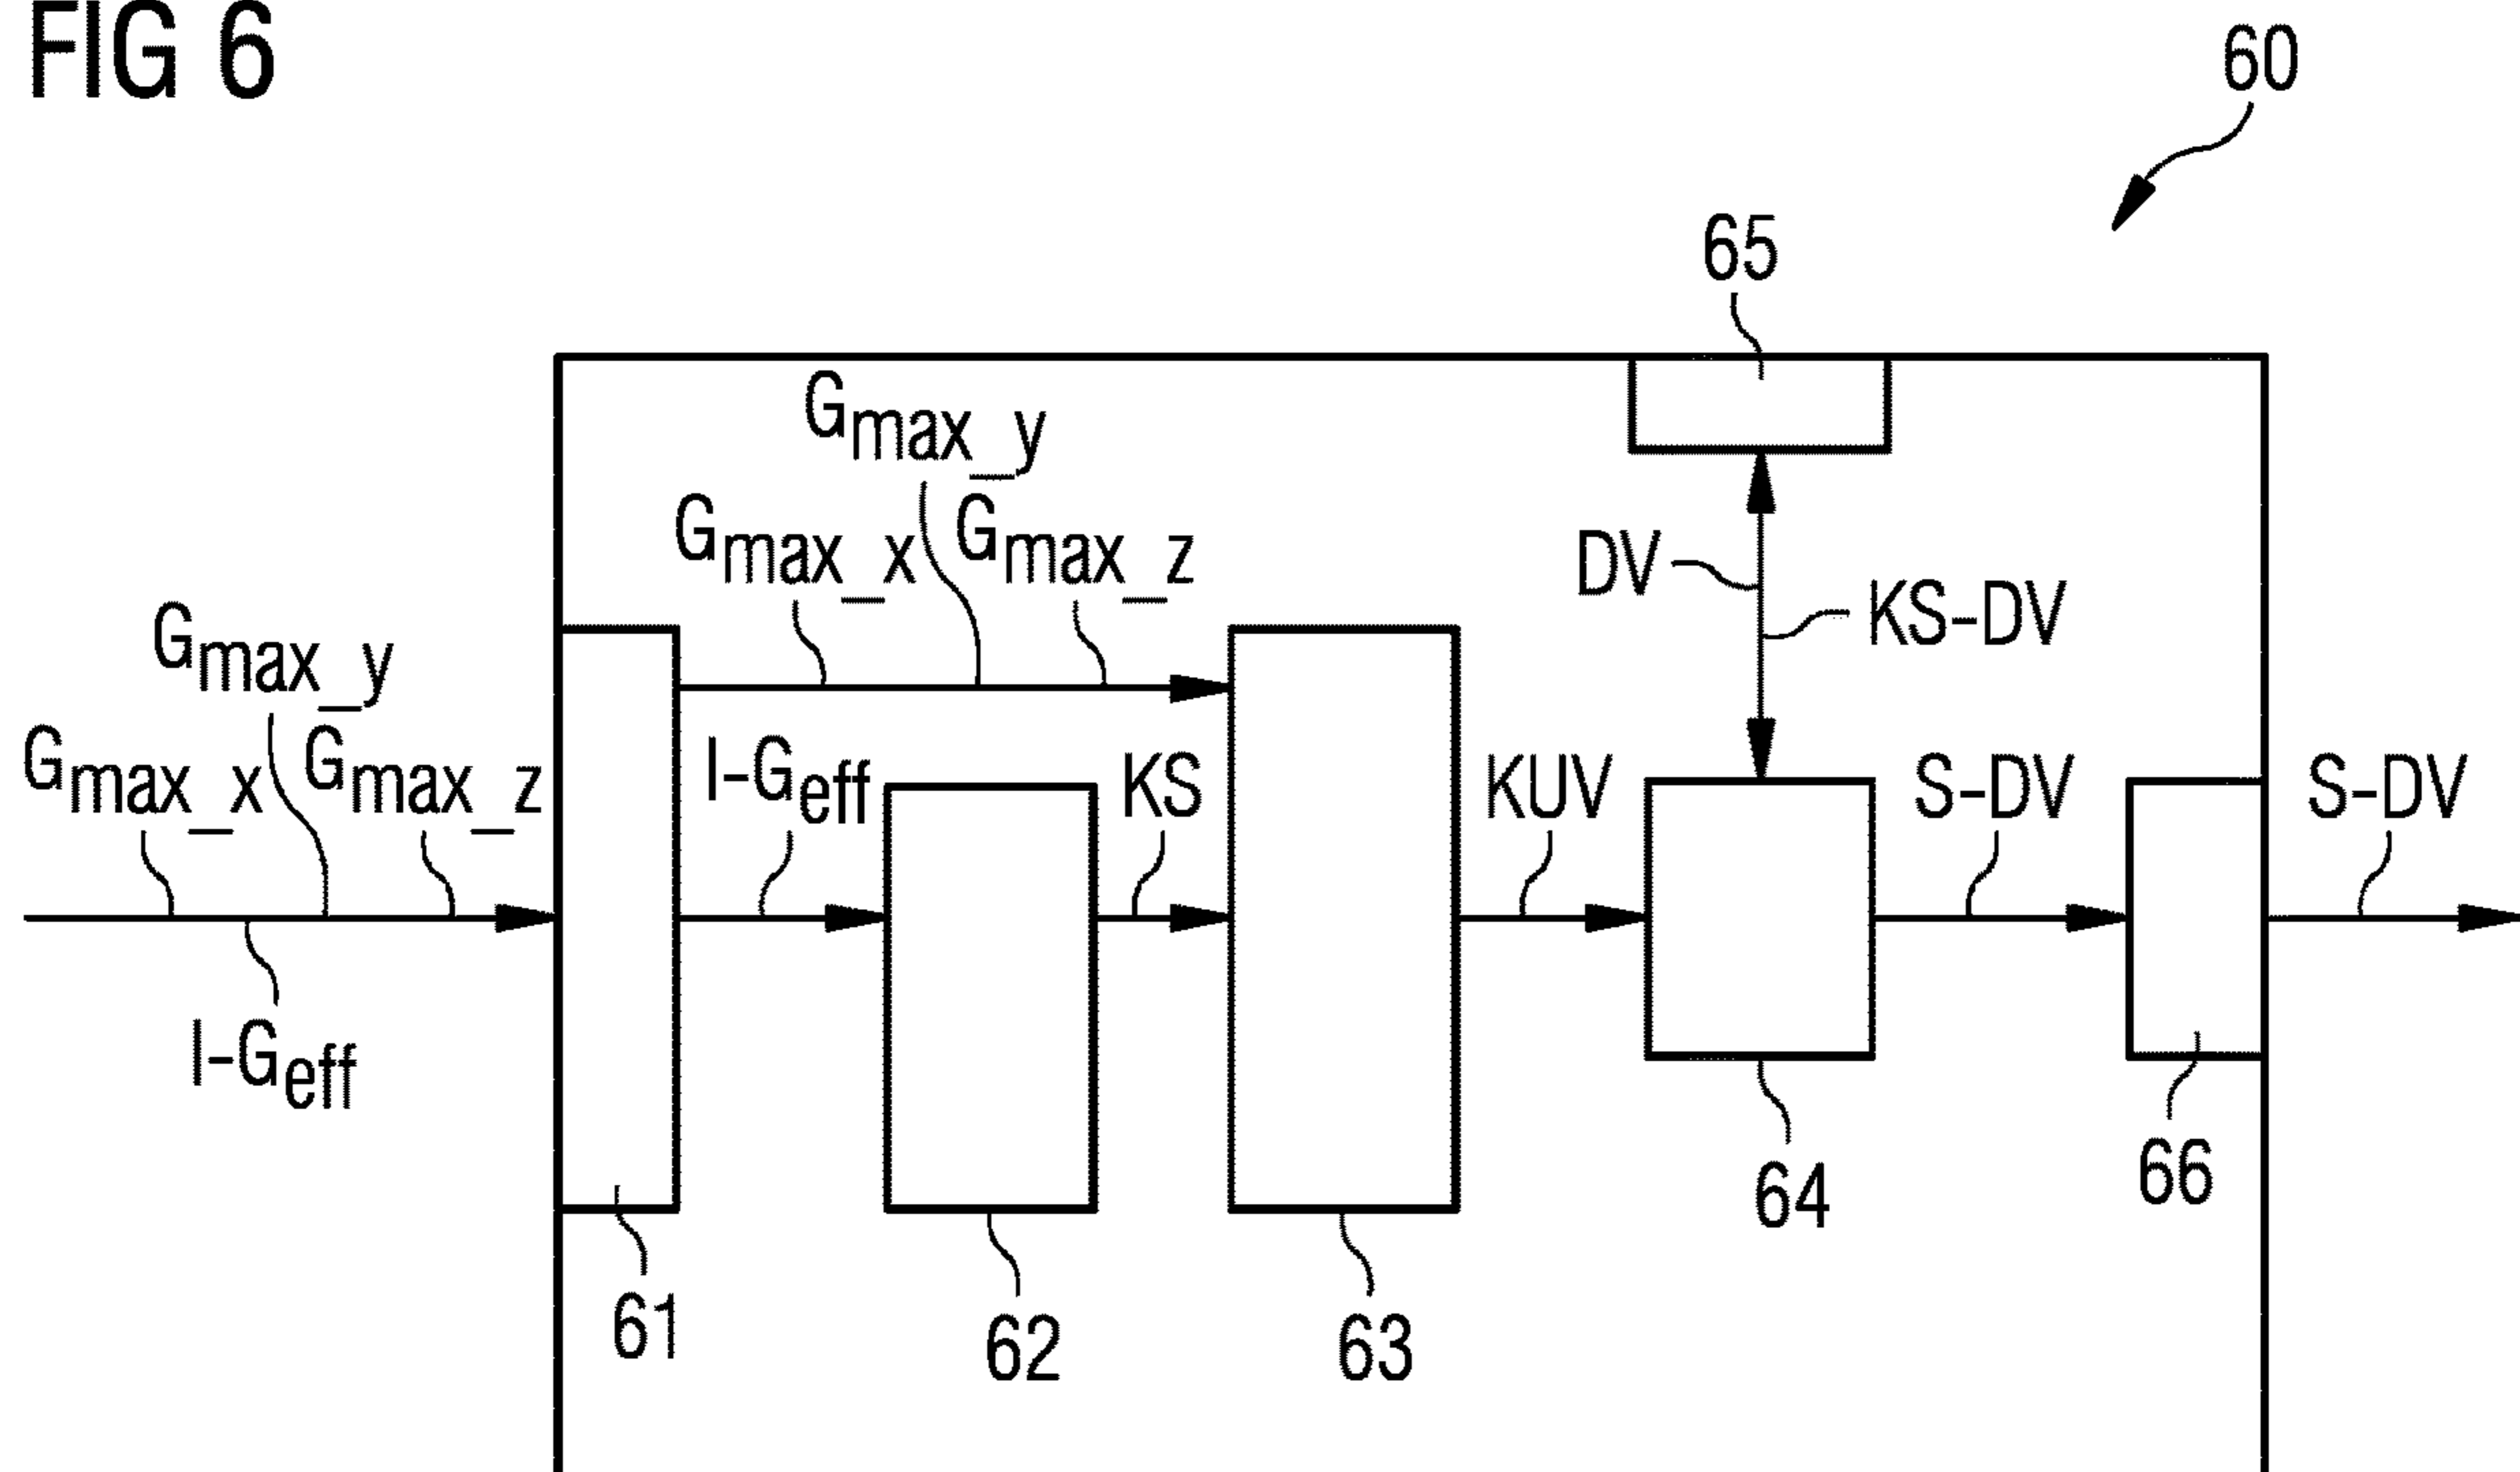 FIG 6
60
65
Gmax_y
Gmax_x Gmax_z
DV
KS-DV
Gmax_y
Gmax_x Gmax_z
I-Geff
KS
KUV
S-DV
S-DV
I-Geff
61
62
63
64
66